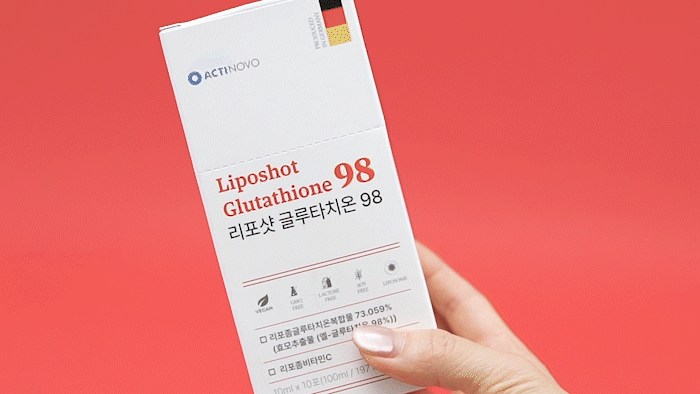 PRODUCED
IN GERMANY
ACTINOVO
Liposhot
Glutathione 98
리포샷 글루타치온 98
VEGAN
GMO
FREE
LACTOSE
FREE
SOY
FREE
LIPOSOME
□ 리포좀글루타치온복합물 73.059%
(효모추출물 (엘-글루타치온 98%))
□ 리포좀비타민C
10ml x 10포(100ml / 197